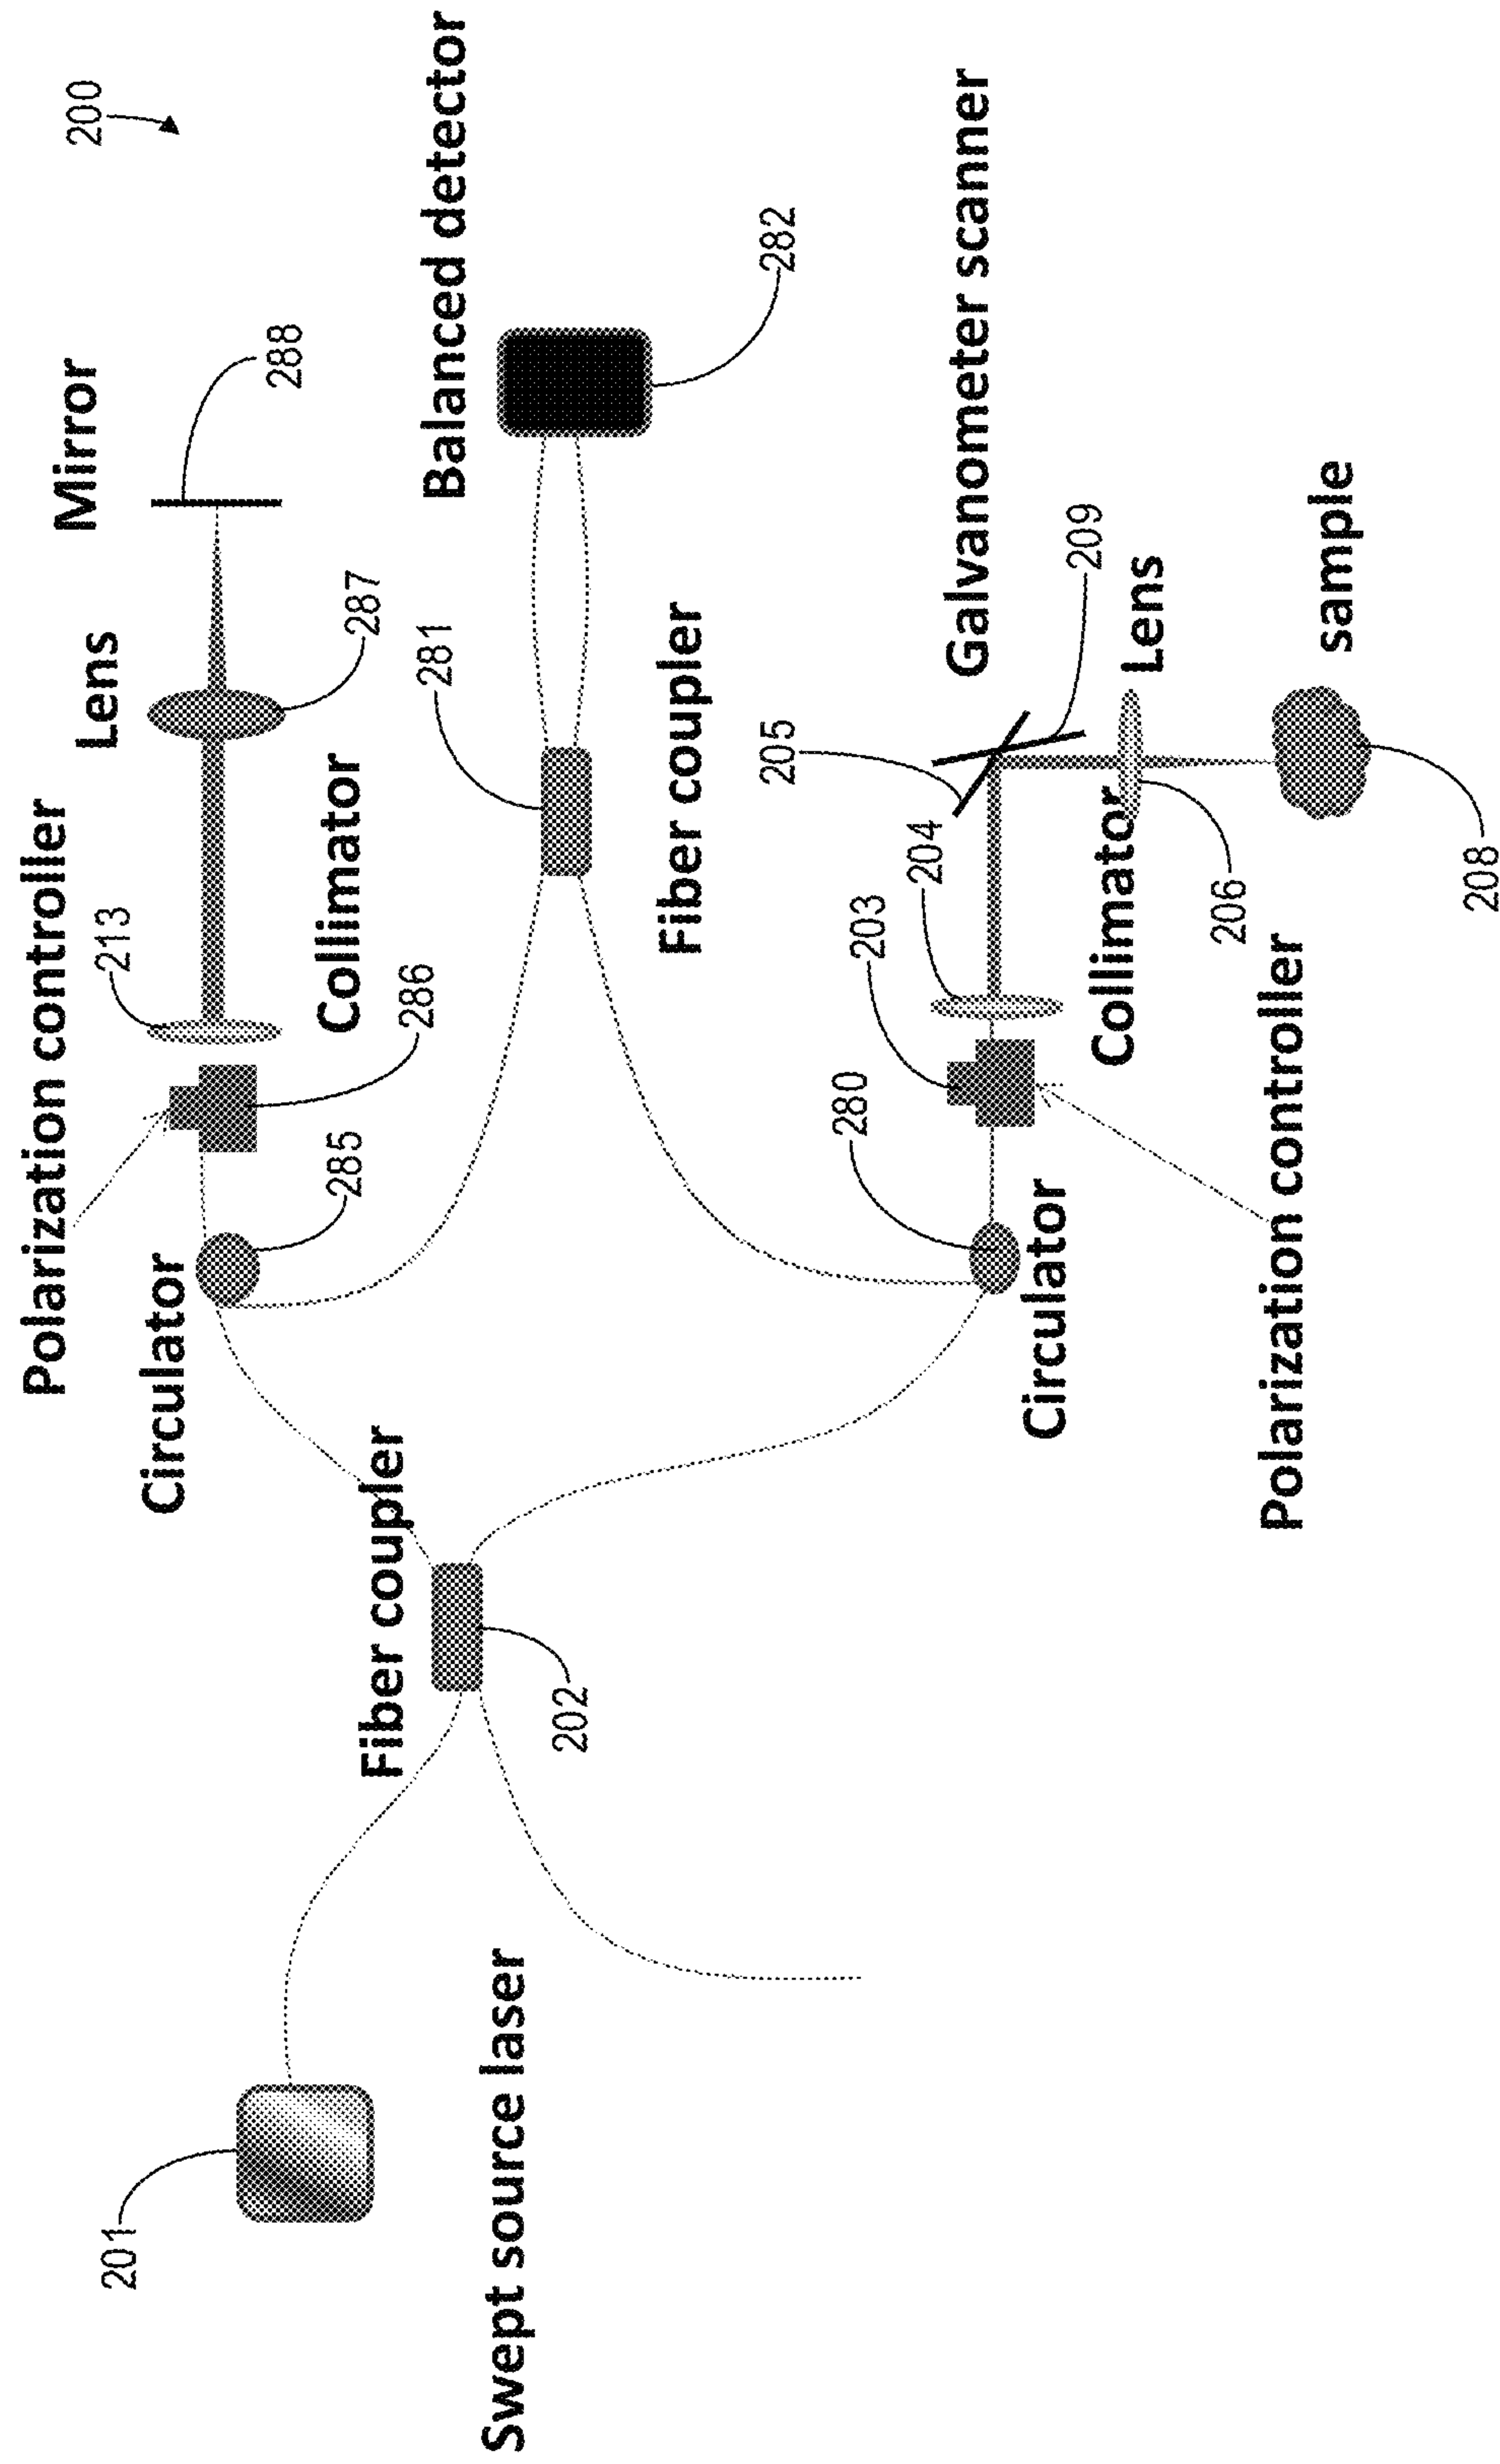 200
Mirror
288
Lens
287
Polarization controller
213
Collimator
286
Circulator
285
Balanced detector
282
281
Fiber coupler
Fiber coupler
202
201
Swept source laser
Galvanometer scanner
209
205
204
203
280
Circulator
Collimator
Lens
206
Polarization controller
sample
208